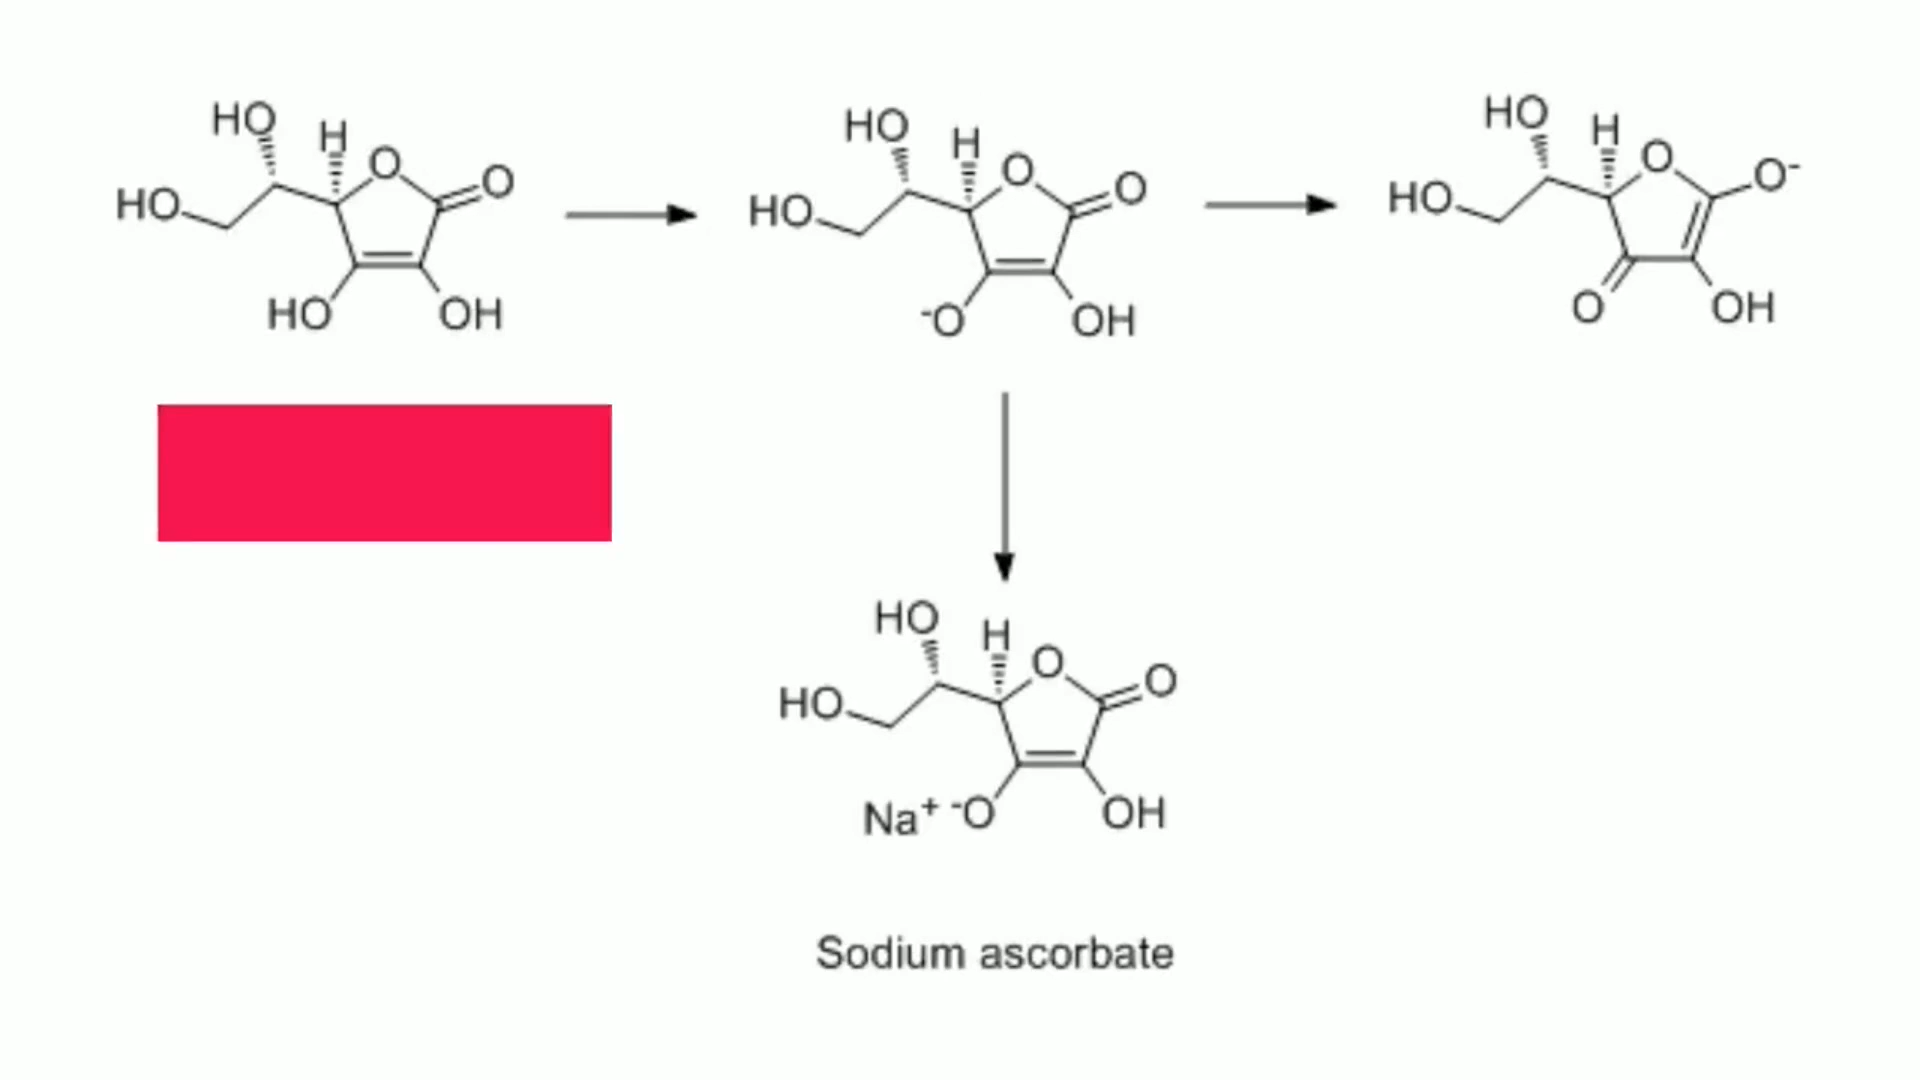 HO H O O HO HO OH
HO H O O HO ⁻O OH
HO H O O⁻ HO O OH
HO H O O HO Na⁺ ⁻O OH
Sodium ascorbate